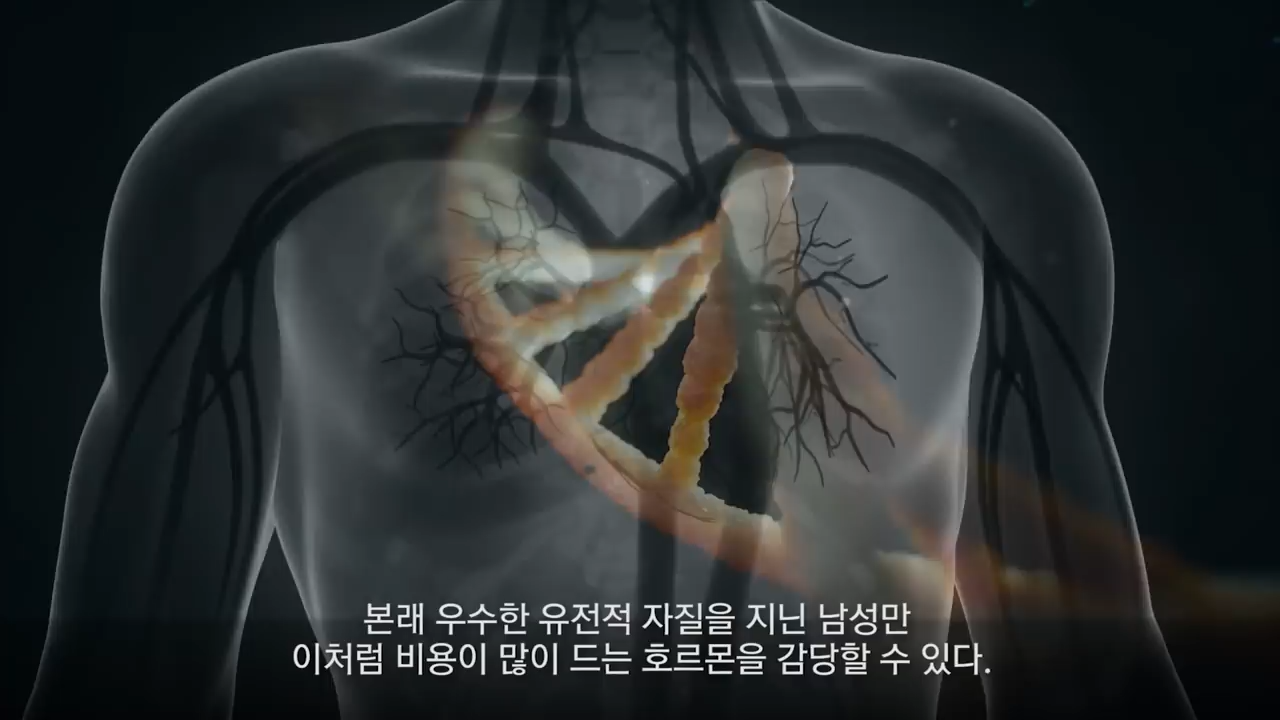 본래 우수한 유전적 자질을 지닌 남성만
이처럼 비용이 많이 드는 호르몬을 감당할 수 있다.